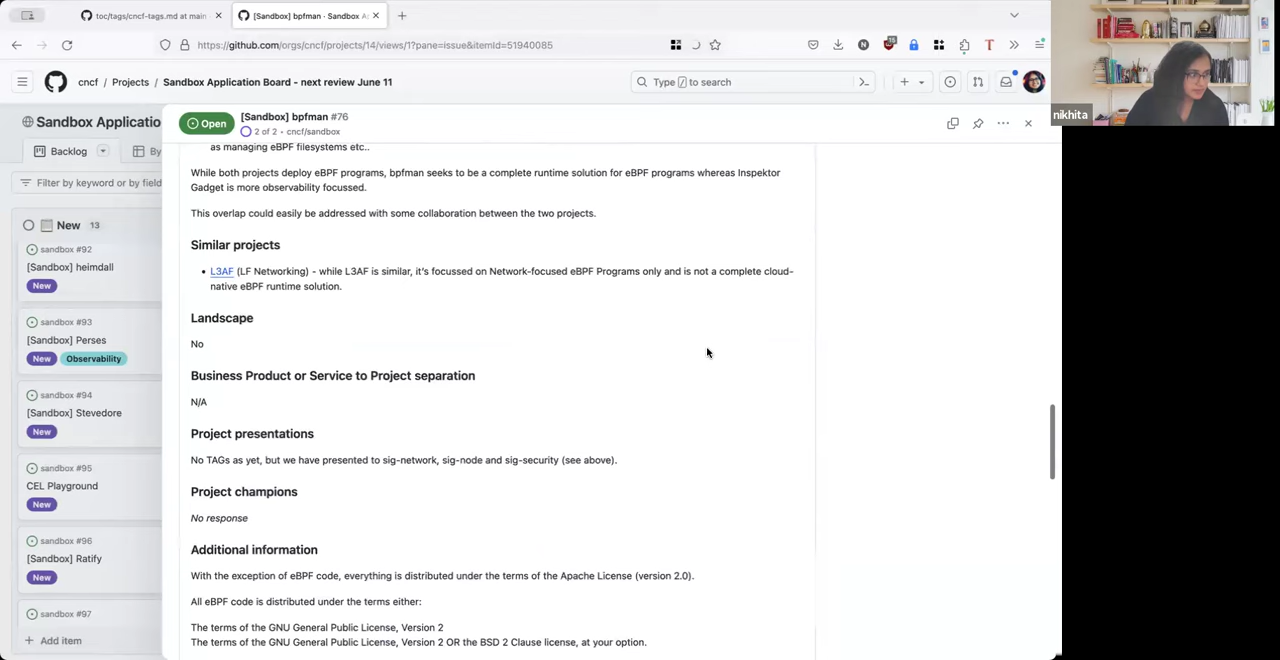 toc/tags/cncf-tags.md at main
[Sandbox] bpfman · Sandbox A
https://github.com/orgs/cncf/projects/14/views/1?pane=issue&itemId=51940085
15
cncf / Projects / Sandbox Application Board - next review June 11
Type / to search
nikhita
Sandbox Applicatio
Open
[Sandbox] bpfman #76
2 of 2 · cncf/sandbox
Backlog
By
Filter by keyword or by field
New 13
sandbox #92
[Sandbox] heimdall
New
sandbox #93
[Sandbox] Perses
New
Observability
sandbox #94
[Sandbox] Stevedore
New
sandbox #95
CEL Playground
New
sandbox #96
[Sandbox] Ratify
New
sandbox #97
+ Add item
as managing eBPF filesystems etc..
While both projects deploy eBPF programs, bpfman seeks to be a complete runtime solution for eBPF programs whereas Inspektor
Gadget is more observability focussed.
This overlap could easily be addressed with some collaboration between the two projects.
Similar projects
• L3AF (LF Networking) - while L3AF is similar, it's focussed on Network-focused eBPF Programs only and is not a complete cloud-
native eBPF runtime solution.
Landscape
No
Business Product or Service to Project separation
N/A
Project presentations
No TAGs as yet, but we have presented to sig-network, sig-node and sig-security (see above).
Project champions
No response
Additional information
With the exception of eBPF code, everything is distributed under the terms of the Apache License (version 2.0).
All eBPF code is distributed under the terms either:
The terms of the GNU General Public License, Version 2
The terms of the GNU General Public License, Version 2 OR the BSD 2 Clause license, at your option.